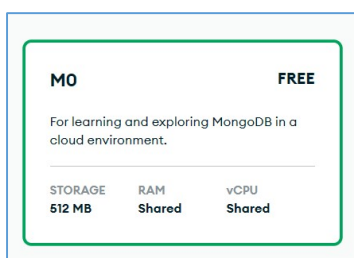 M0 FREE
For learning and exploring MongoDB in a
cloud environment.
STORAGE RAM vCPU
512 MB Shared Shared